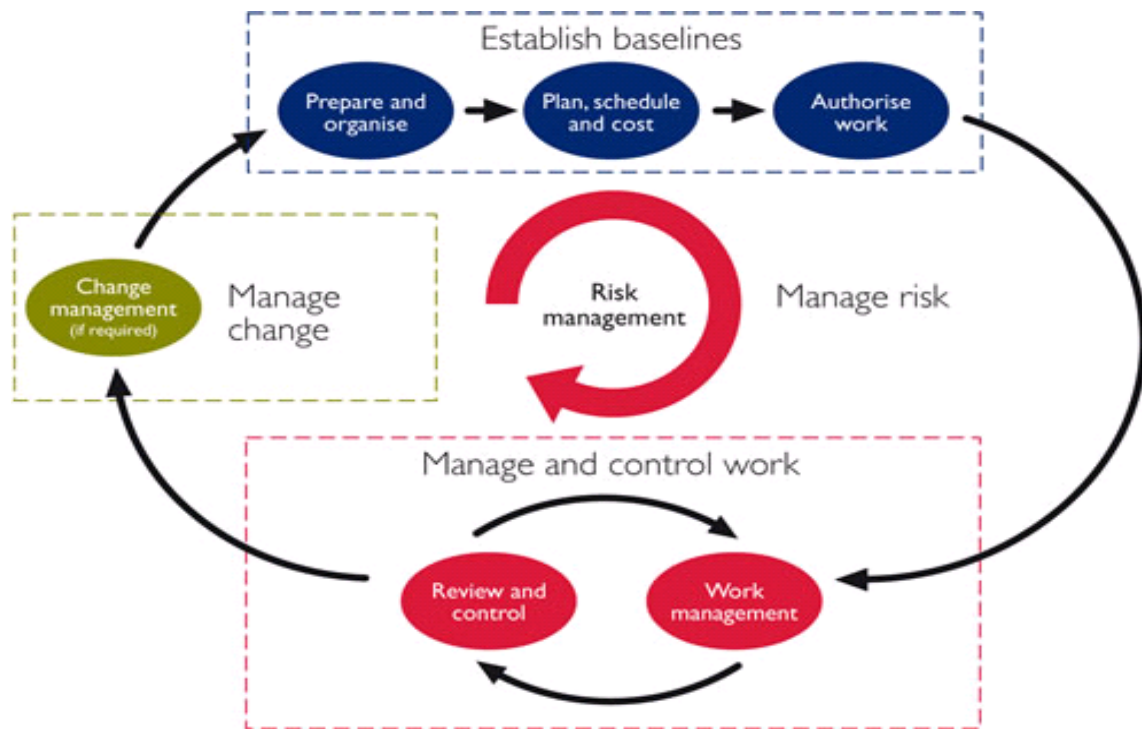 Establish baselines
Prepare and
organise
Plan, schedule
and cost
Authorise
work
Change
management
(if required)
Manage
change
Risk
management
Manage risk
Manage and control work
Review and
control
Work
management